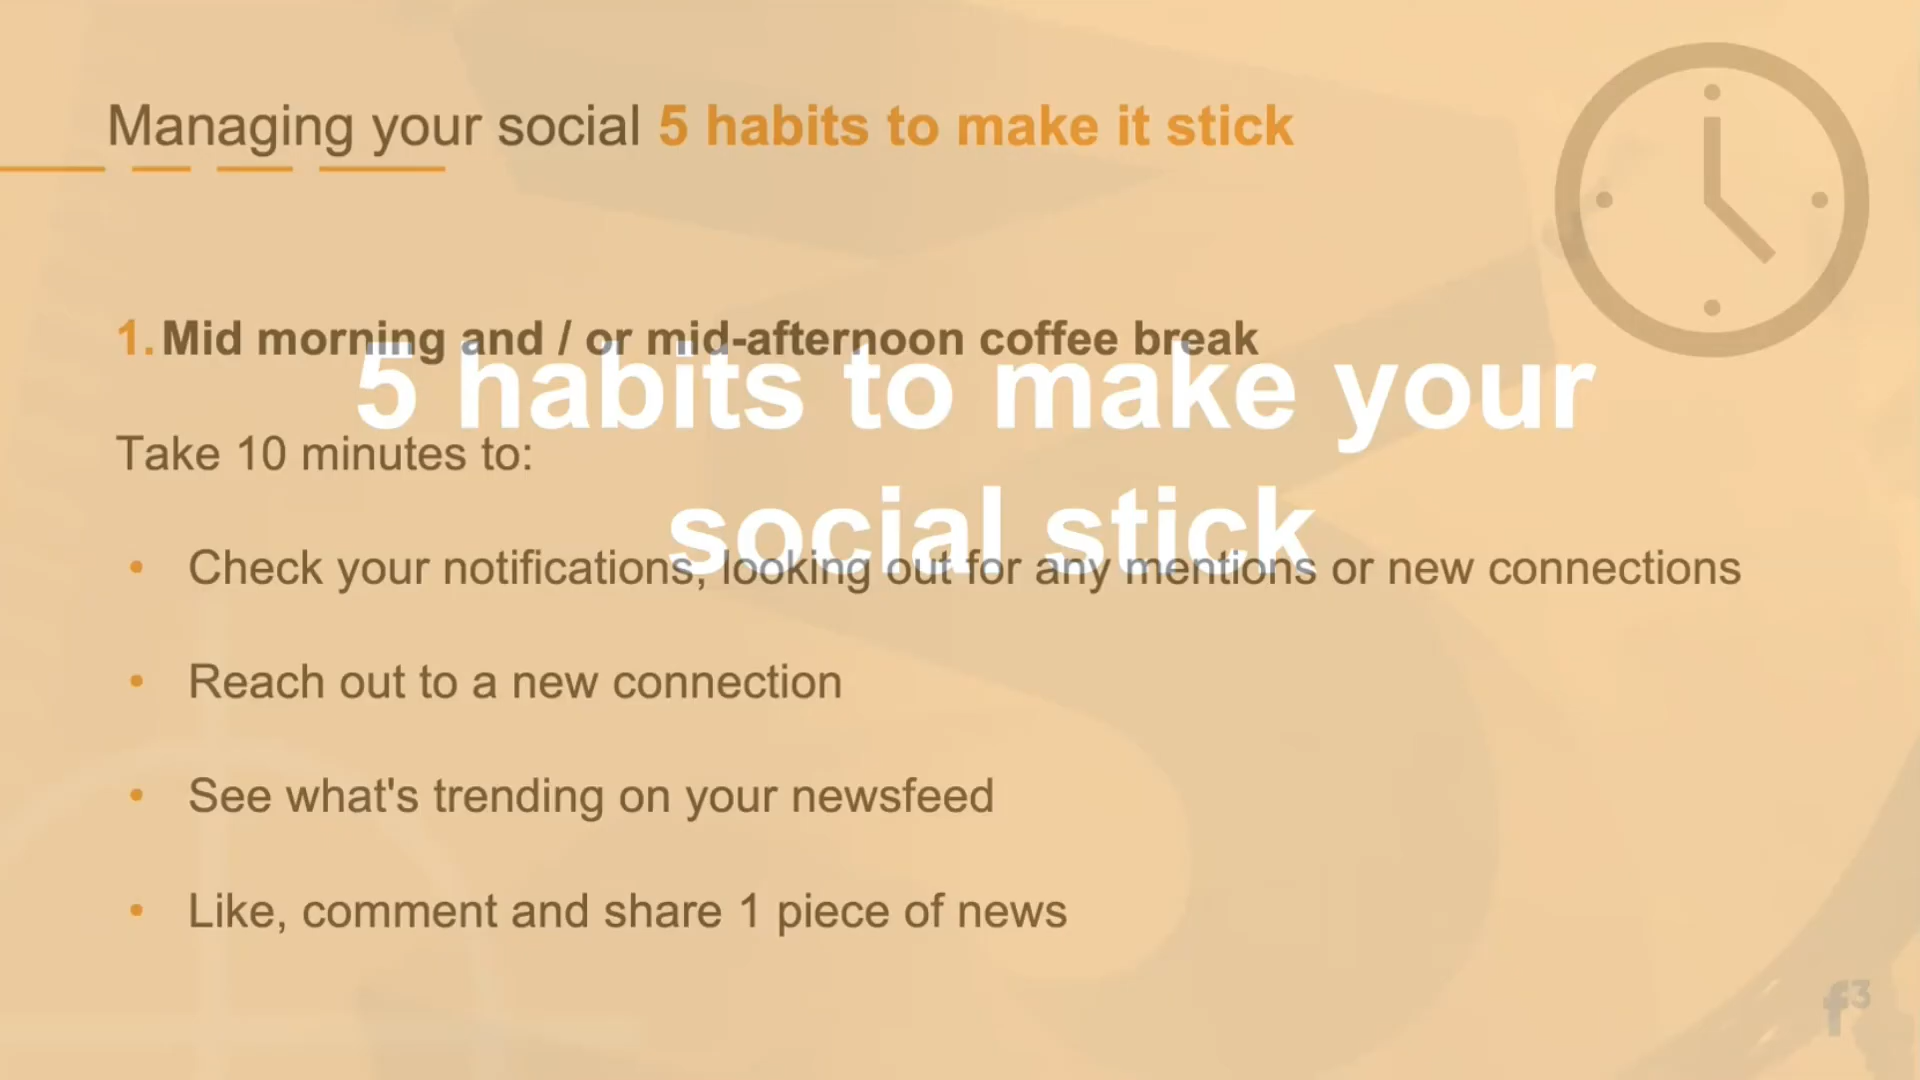 Managing your social 5 habits to make it stick
1. Mid morning and / or mid-afternoon coffee break
5 habits to make your
social stick
Take 10 minutes to:
• Check your notifications, looking out for any mentions or new connections
• Reach out to a new connection
• See what's trending on your newsfeed
• Like, comment and share 1 piece of news
f³